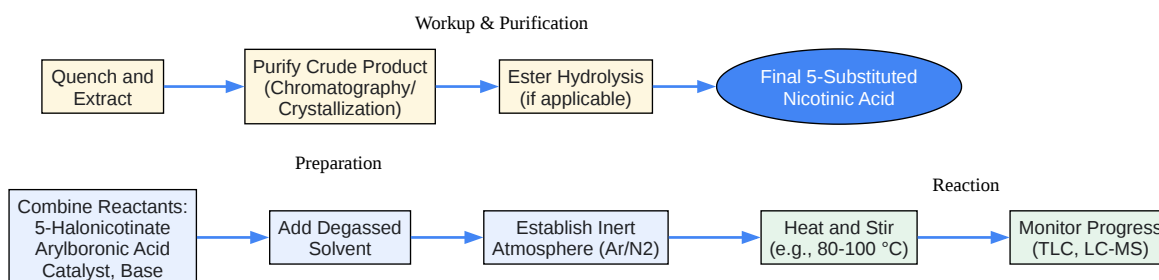 Workup & Purification
Quench and
Extract
Purify Crude Product
(Chromatography/
Crystallization)
Ester Hydrolysis
(if applicable)
Final 5-Substituted
Nicotinic Acid
Preparation
Reaction
Combine Reactants:
5-Halonicotinate
Arylboronic Acid
Catalyst, Base
Add Degassed
Solvent
Establish Inert
Atmosphere (Ar/N2)
Heat and Stir
(e.g., 80-100 °C)
Monitor Progress
(TLC, LC-MS)